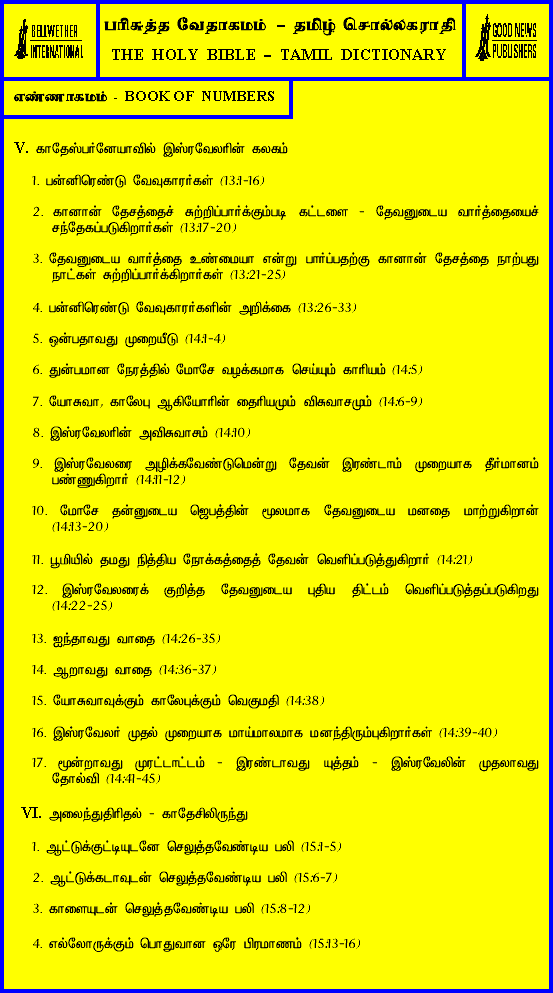 BELLWETHER
INTERNATIONAL
பரிசுத்த வேதாகமம் – தமிழ் சொல்லகராதி
THE HOLY BIBLE – TAMIL DICTIONARY
GOOD NEWS
PUBLISHERS
எண்ணாகமம் - BOOK OF NUMBERS
V. காதேஸ்பர்னேயாவில் இஸ்ரவேலரின் கலகம்
1. பன்னிரெண்டு வேவுகாரர்கள் (13:1-16)
2. கானான் தேசத்தைச் சுற்றிப்பார்க்கும்படி கட்டளை - தேவனுடைய வார்த்தையைச்
சந்தேகப்படுகிறார்கள் (13:17-20)
3. தேவனுடைய வார்த்தை உண்மையா என்று பார்ப்பதற்கு கானான் தேசத்தை நாற்பது
நாட்கள் சுற்றிப்பார்க்கிறார்கள் (13:21-25)
4. பன்னிரெண்டு வேவுகாரர்களின் அறிக்கை (13:26-33)
5. ஒன்பதாவது முறையீடு (14:1-4)
6. துன்பமான நேரத்தில் மோசே வழக்கமாக செய்யும் காரியம் (14:5)
7. யோசுவா, காலேபு ஆகியோரின் தைரியமும் விசுவாசமும் (14:6-9)
8. இஸ்ரவேலரின் அவிசுவாசம் (14:10)
9. இஸ்ரவேலரை அழிக்கவேண்டுமென்று தேவன் இரண்டாம் முறையாக தீர்மானம்
பண்ணுகிறார் (14:11-12)
10. மோசே தன்னுடைய ஜெபத்தின் மூலமாக தேவனுடைய மனதை மாற்றுகிறான்
(14:13-20)
11. பூமியில் தமது நித்திய நோக்கத்தைத் தேவன் வெளிப்படுத்துகிறார் (14:21)
12. இஸ்ரவேலரைக் குறித்த தேவனுடைய புதிய திட்டம் வெளிப்படுத்தப்படுகிறது
(14:22-25)
13. ஐந்தாவது வாதை (14:26-35)
14. ஆறாவது வாதை (14:36-37)
15. யோசுவாவுக்கும் காலேபுக்கும் வெகுமதி (14:38)
16. இஸ்ரவேலர் முதல் முறையாக மாய்மாலமாக மனந்திரும்புகிறார்கள் (14:39-40)
17. மூன்றாவது முரட்டாட்டம் - இரண்டாவது யுத்தம் - இஸ்ரவேலின் முதலாவது
தோல்வி (14:41-45)
VI. அலைந்துதிரிதல் - காதேசிலிருந்து
1. ஆட்டுக்குட்டியுடனே செலுத்தவேண்டிய பலி (15:1-5)
2. ஆட்டுக்கடாவுடன் செலுத்தவேண்டிய பலி (15:6-7)
3. காளையுடன் செலுத்தவேண்டிய பலி (15:8-12)
4. எல்லோருக்கும் பொதுவான ஒரே பிரமாணம் (15:13-16)